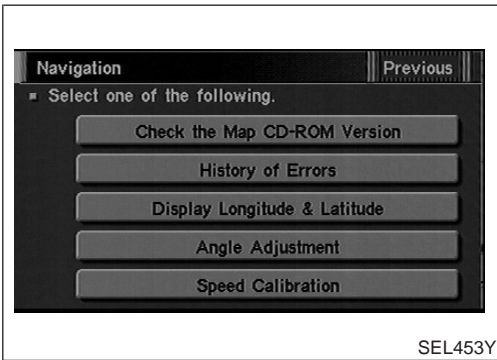 Navigation Previous
Select one of the following.
Check the Map CD-ROM Version
History of Errors
Display Longitude & Latitude
Angle Adjustment
Speed Calibration
SEL453Y